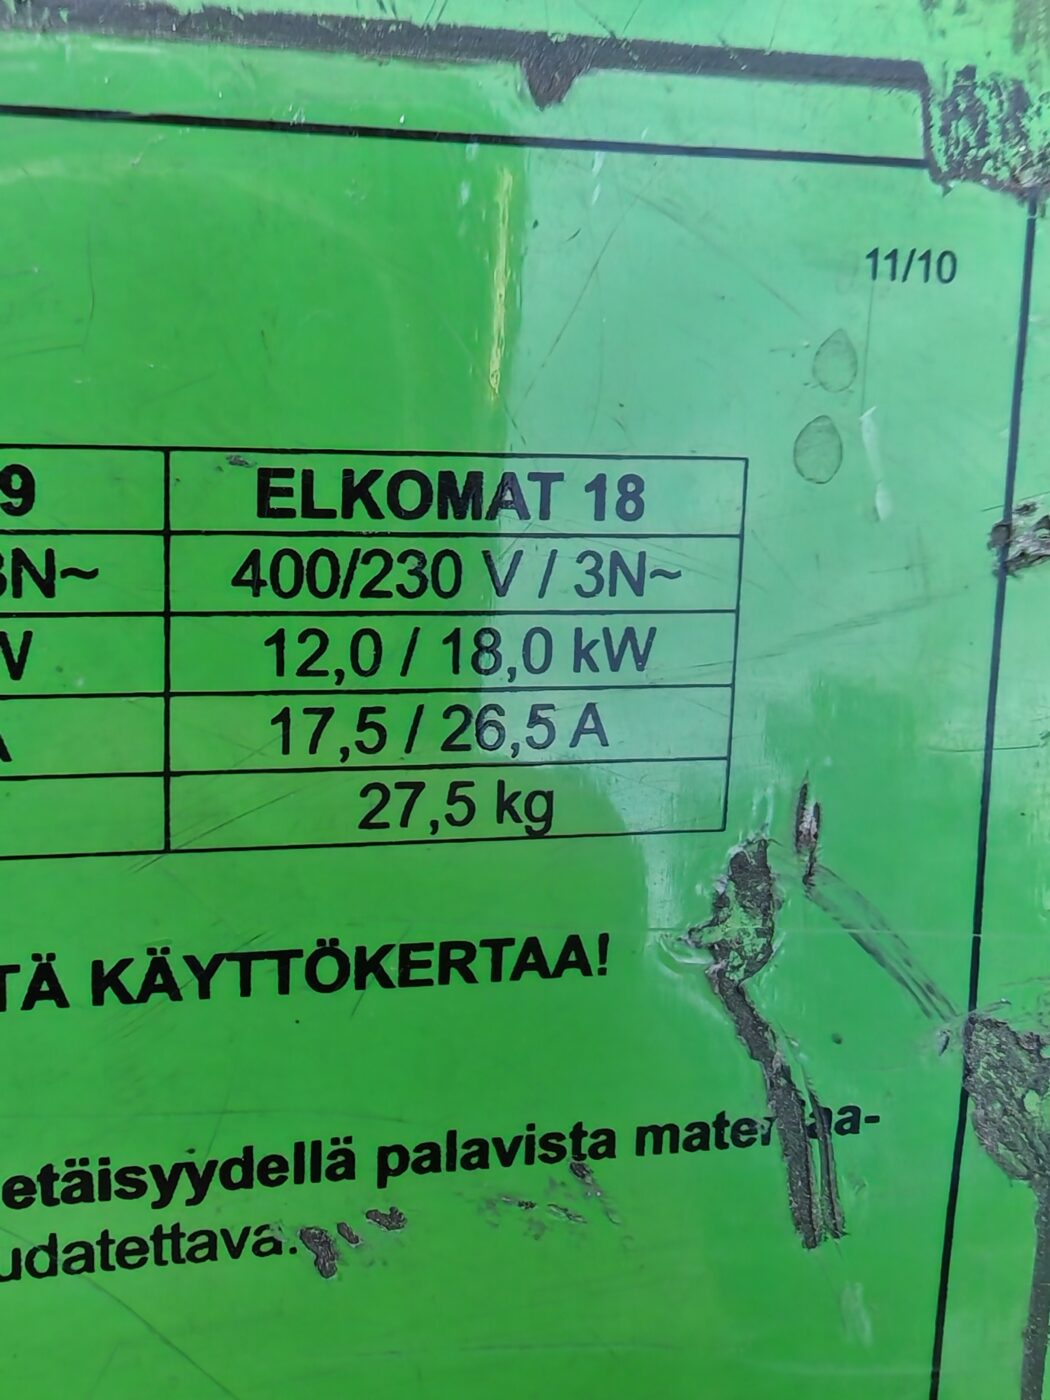 11/10
9 ELKOMAT 18
3N~ 400/230 V / 3N~
W 12,0 / 18,0 kW
A 17,5 / 26,5 A
27,5 kg
TÄ KÄYTTÖKERTAA!
etäisyydellä palavista
udatettava.